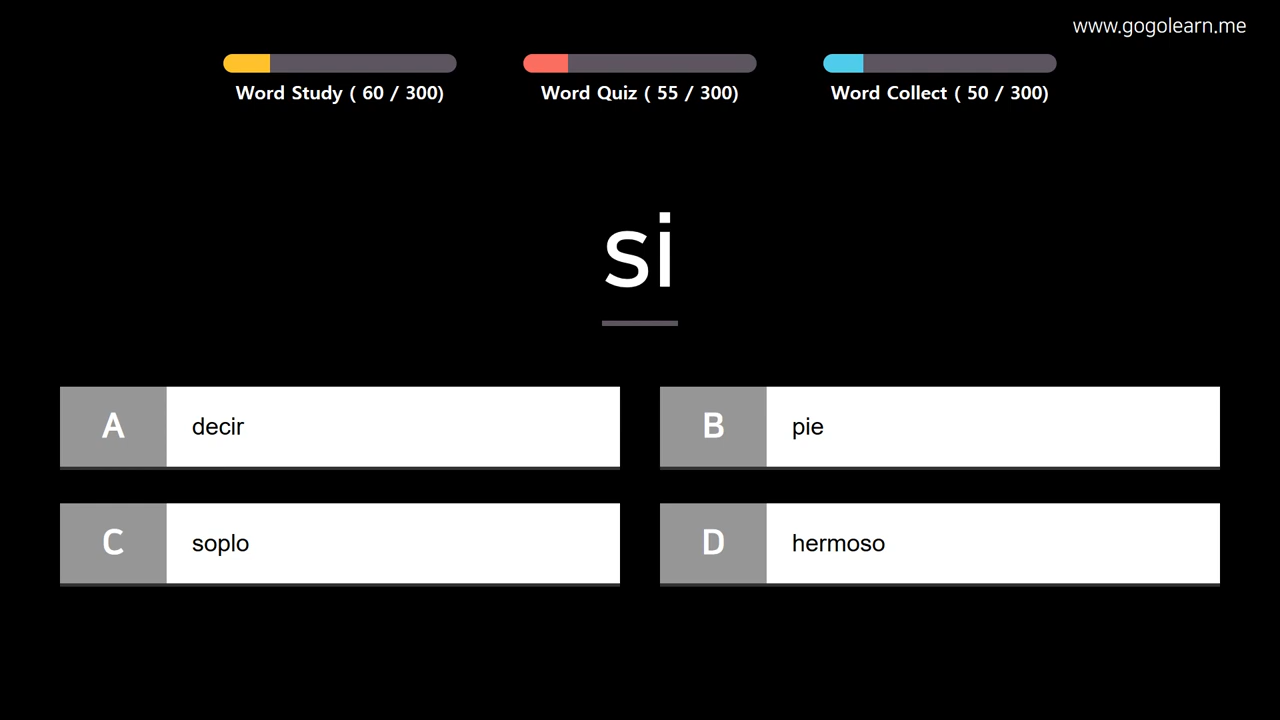 www.gogolearn.me
Word Study ( 60 / 300)
Word Quiz ( 55 / 300)
Word Collect ( 50 / 300)
si
A decir
B pie
C soplo
D hermoso